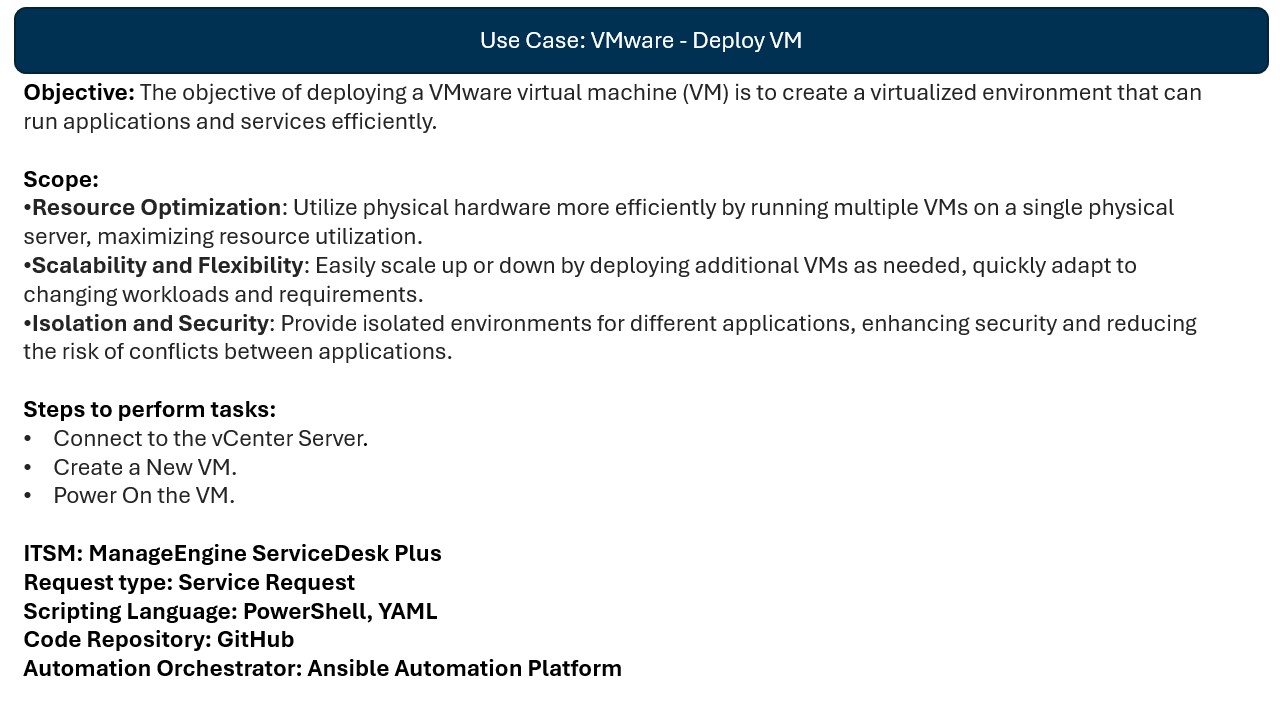 Use Case: VMware - Deploy VM
Objective: The objective of deploying a VMware virtual machine (VM) is to create a virtualized environment that can
run applications and services efficiently.
Scope:
•Resource Optimization: Utilize physical hardware more efficiently by running multiple VMs on a single physical
server, maximizing resource utilization.
•Scalability and Flexibility: Easily scale up or down by deploying additional VMs as needed, quickly adapt to
changing workloads and requirements.
•Isolation and Security: Provide isolated environments for different applications, enhancing security and reducing
the risk of conflicts between applications.
Steps to perform tasks:
• Connect to the vCenter Server.
• Create a New VM.
• Power On the VM.
ITSM: ManageEngine ServiceDesk Plus
Request type: Service Request
Scripting Language: PowerShell, YAML
Code Repository: GitHub
Automation Orchestrator: Ansible Automation Platform